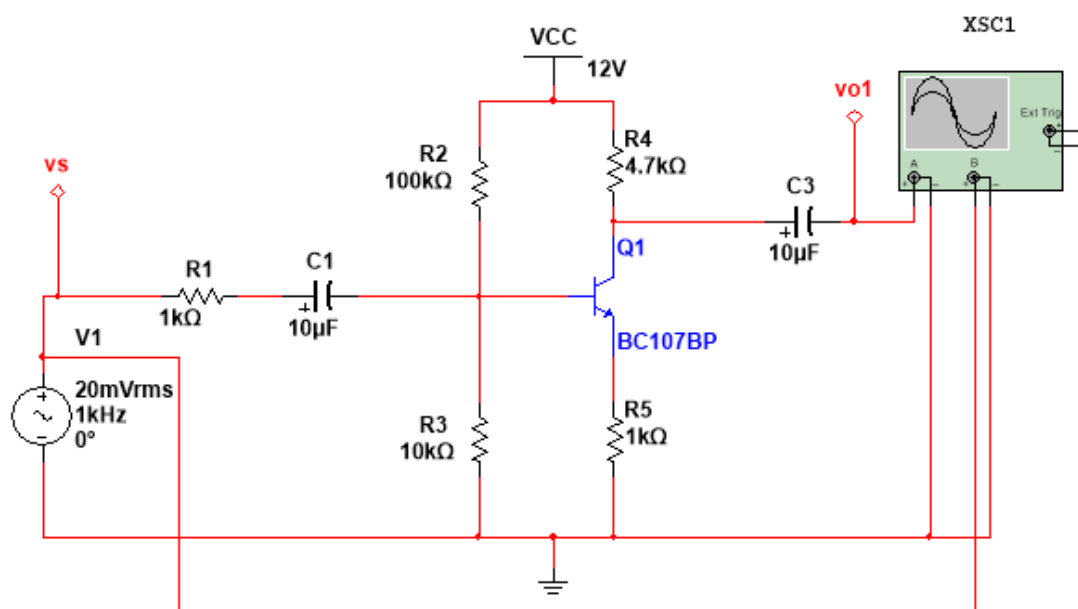 XSC1
VCC
12V
vo1
Ext Trig
+
−
A
B
+
−
+
−
R2
100kΩ
R4
4.7kΩ
C3
+
10µF
vs
Q1
R1
1kΩ
C1
+
10µF
BC107BP
V1
+
−
20mVrms
1kHz
0°
R3
10kΩ
R5
1kΩ